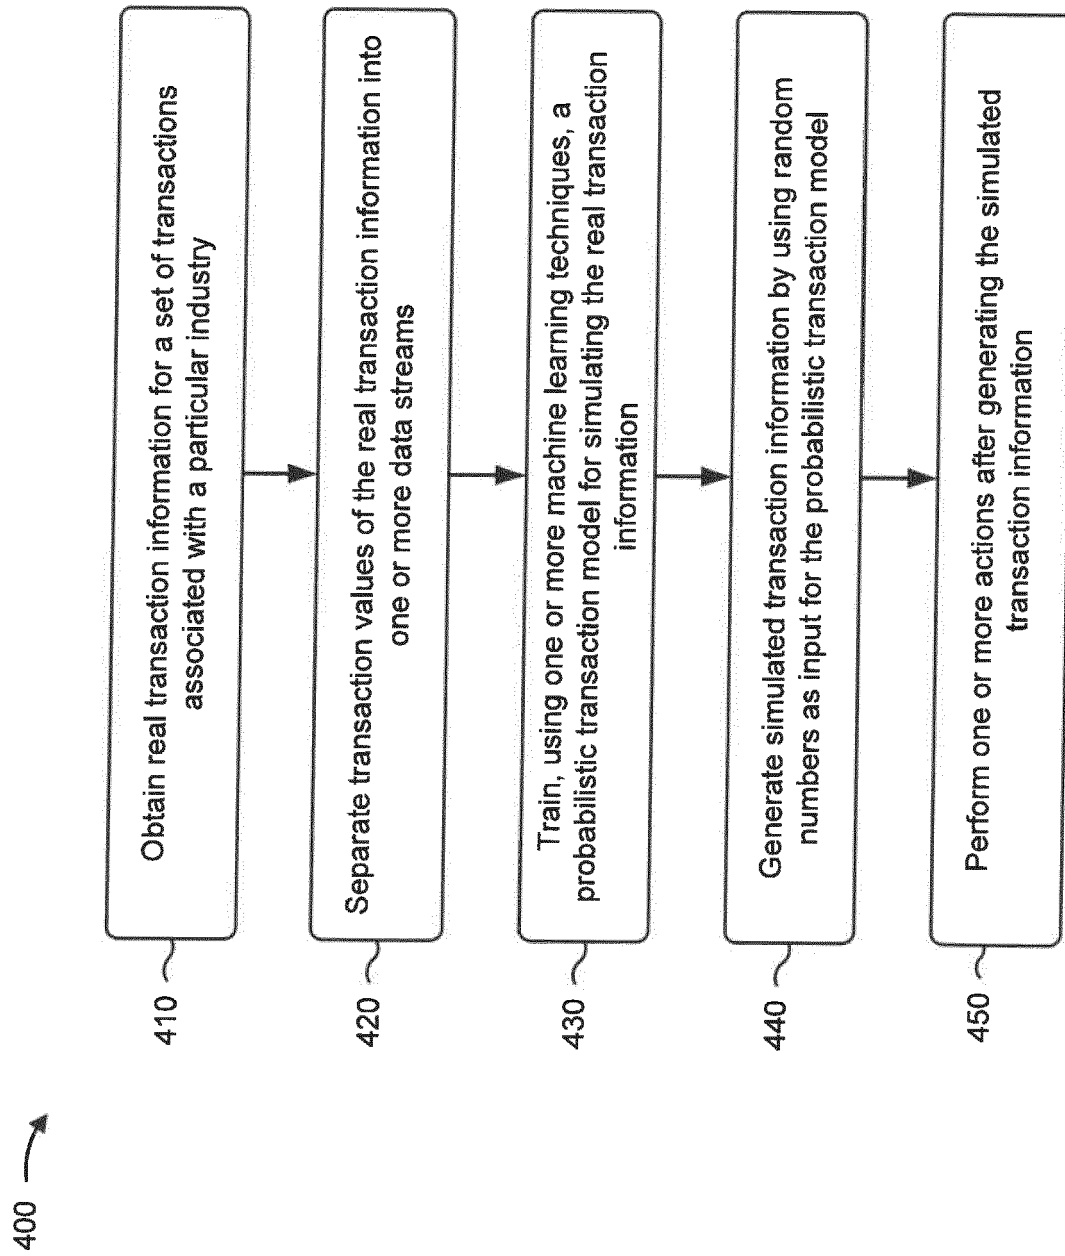 400
410
Obtain real transaction information for a set of transactions
associated with a particular industry
420
Separate transaction values of the real transaction information into
one or more data streams
430
Train, using one or more machine learning techniques, a
probabilistic transaction model for simulating the real transaction
information
440
Generate simulated transaction information by using random
numbers as input for the probabilistic transaction model
450
Perform one or more actions after generating the simulated
transaction information